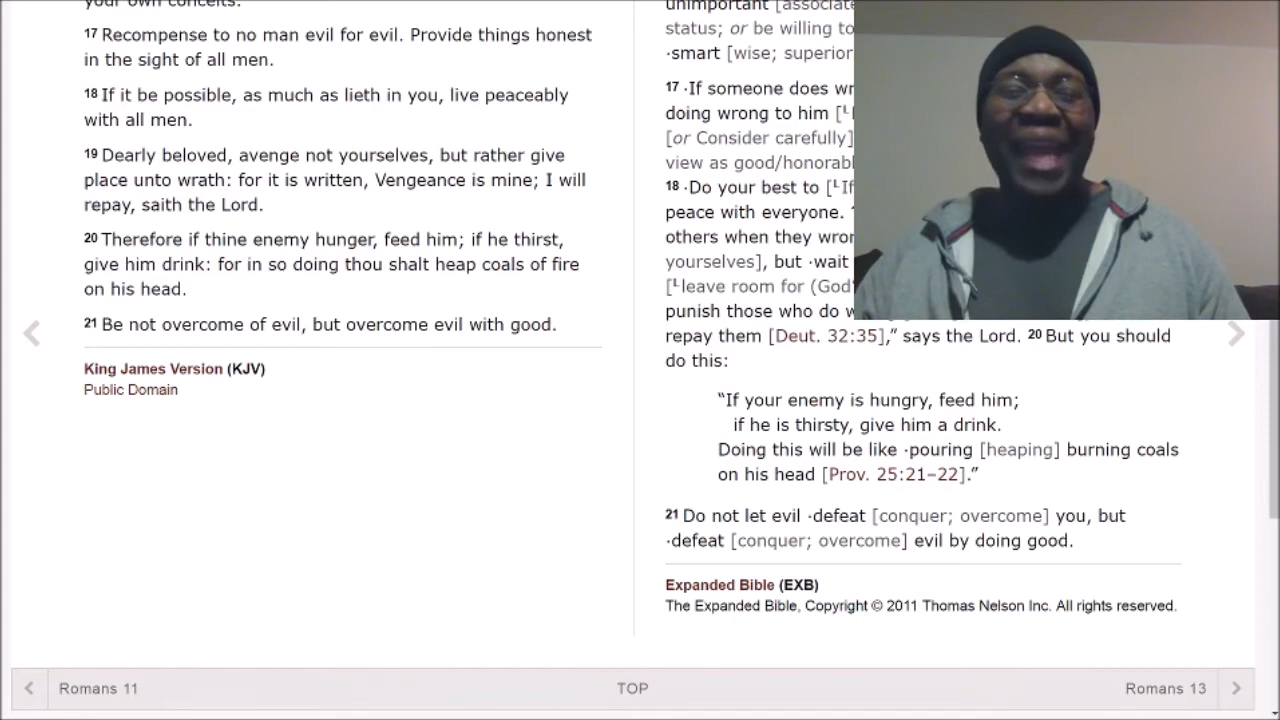 your own conceits.
17 Recompense to no man evil for evil. Provide things honest
in the sight of all men.
18 If it be possible, as much as lieth in you, live peaceably
with all men.
19 Dearly beloved, avenge not yourselves, but rather give
place unto wrath: for it is written, Vengeance is mine; I will
repay, saith the Lord.
20 Therefore if thine enemy hunger, feed him; if he thirst,
give him drink: for in so doing thou shalt heap coals of fire
on his head.
21 Be not overcome of evil, but overcome evil with good.
King James Version (KJV)
Public Domain
unimportant [associate
status; or be willing to
·smart [wise; superior
17 ·If someone does wr
doing wrong to him [L
[or Consider carefully]
view as good/honorabl
18 ·Do your best to [LIf
peace with everyone.
others when they wron
yourselves], but ·wait
[Lleave room for (God'
punish those who do w
repay them [Deut. 32:35],” says the Lord. 20 But you should
do this:
“If your enemy is hungry, feed him;
if he is thirsty, give him a drink.
Doing this will be like ·pouring [heaping] burning coals
on his head [Prov. 25:21–22].”
21 Do not let evil ·defeat [conquer; overcome] you, but
·defeat [conquer; overcome] evil by doing good.
Expanded Bible (EXB)
The Expanded Bible, Copyright © 2011 Thomas Nelson Inc. All rights reserved.
Romans 11
TOP
Romans 13